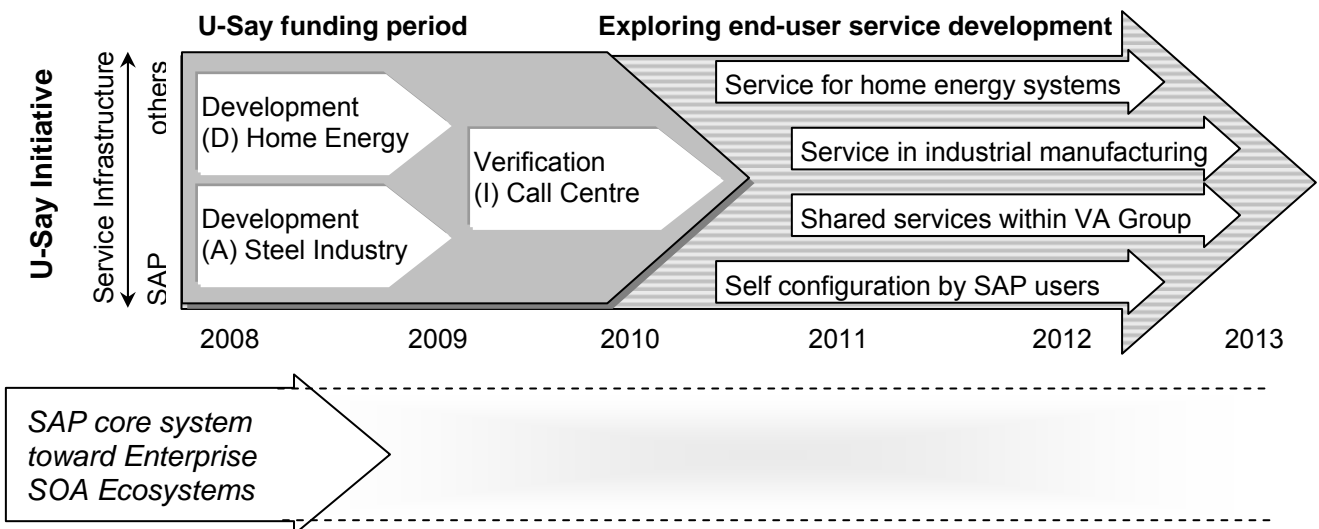 U-Say funding period
Exploring end-user service development
U-Say Initiative
Service Infrastructure
others
SAP
Development
(D) Home Energy
Development
(A) Steel Industry
Verification
(I) Call Centre
Service for home energy systems
Service in industrial manufacturing
Shared services within VA Group
Self configuration by SAP users
2008 2009 2010 2011 2012 2013
SAP core system
toward Enterprise
SOA Ecosystems